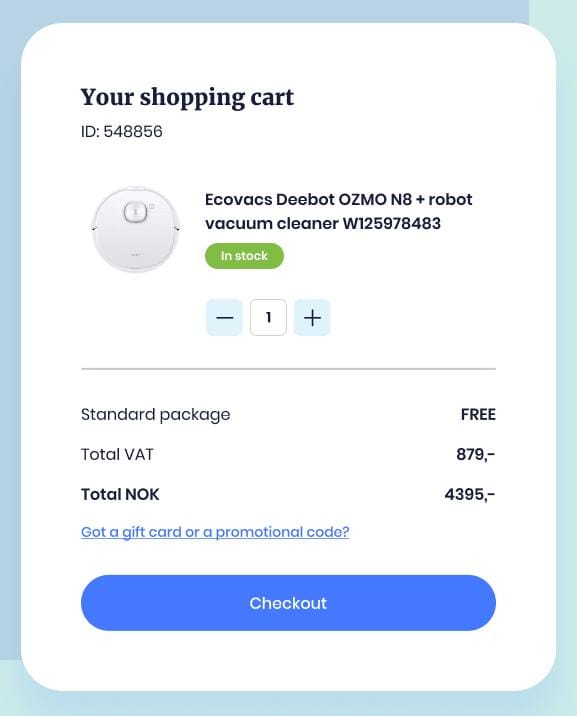 Your shopping cart
ID: 548856
Ecovacs Deebot OZMO N8 + robot
vacuum cleaner W125978483
In stock
— 1 +
Standard package FREE
Total VAT 879,-
Total NOK 4395,-
Got a gift card or a promotional code?
Checkout